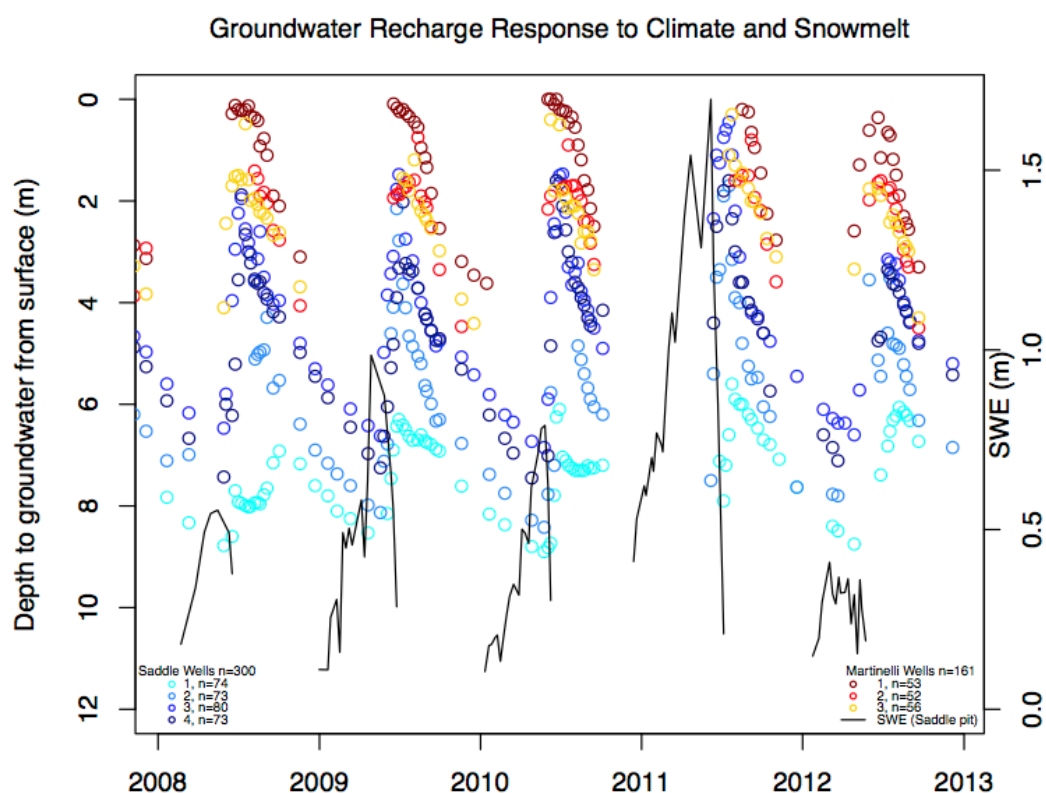 Groundwater Recharge Response to Climate and Snowmelt
Depth to groundwater from surface (m)
0
2
4
6
8
10
12
SWE (m)
1.5
1.0
0.5
0.0
Saddle Wells n=300
1, n=74
2, n=73
3, n=80
4, n=73
Martinelli Wells n=161
1, n=53
2, n=52
3, n=56
SWE (Saddle pit)
2008 2009 2010 2011 2012 2013